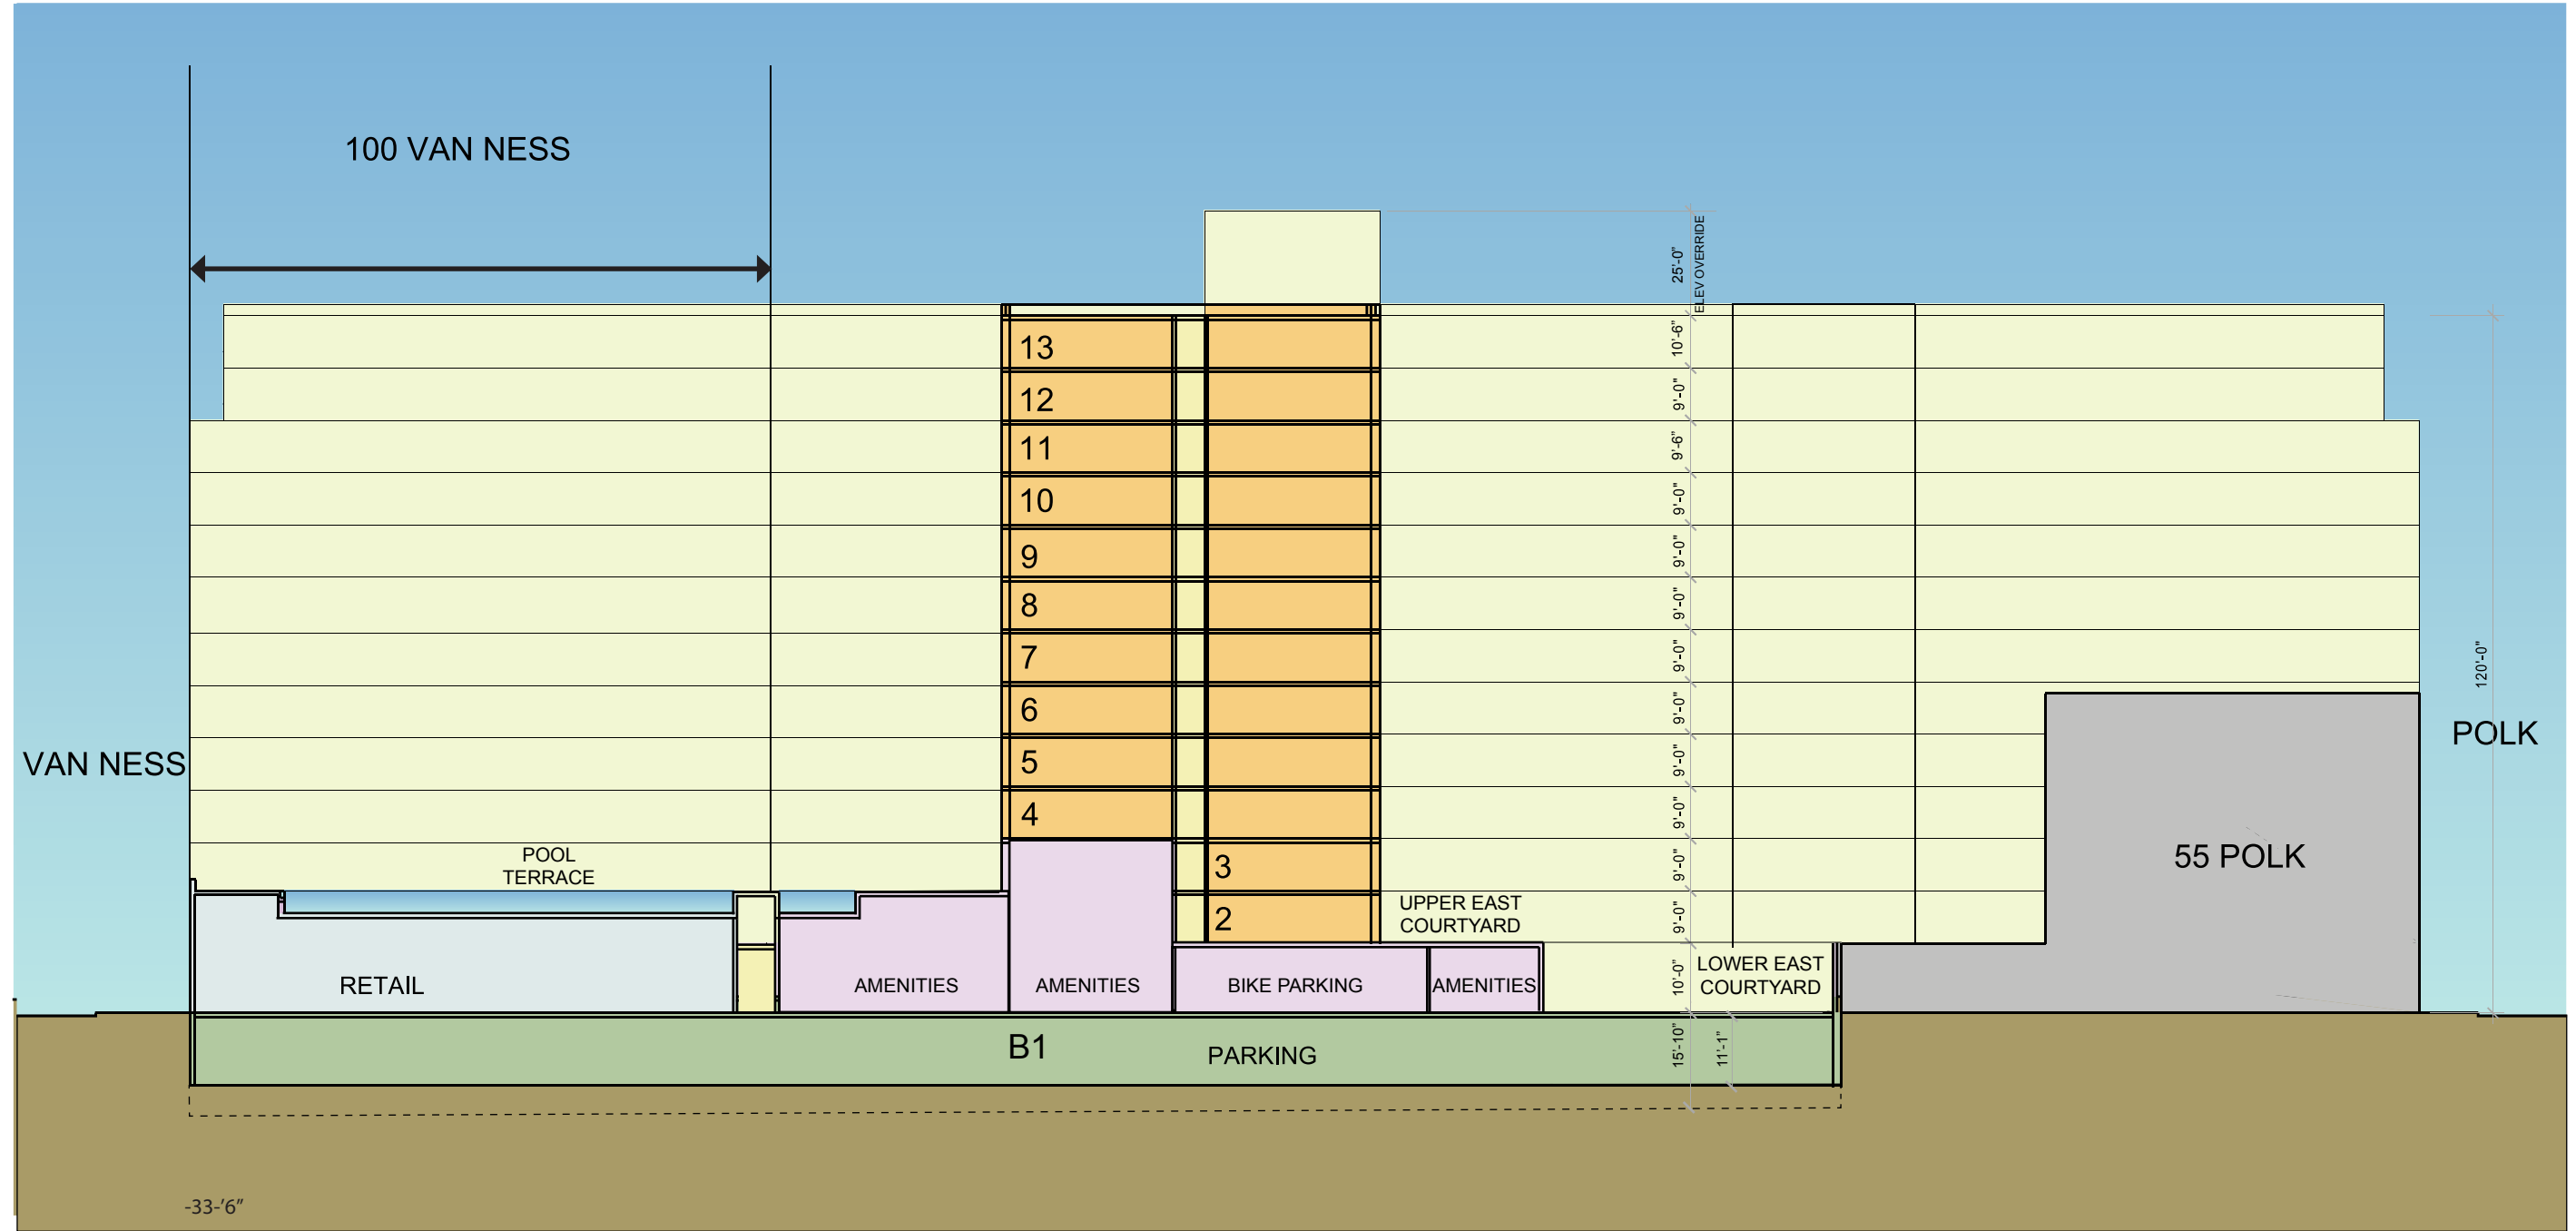 100 VAN NESS
25'-0"
ELEV OVERRIDE
13
10'-6"
12
9'-0"
11
9'-6"
10
9'-0"
9
9'-0"
8
9'-0"
7
9'-0"
6
9'-0"
5
9'-0"
4
9'-0"
3
9'-0"
2
9'-0"
120'-0"
VAN NESS
POLK
POOL
TERRACE
55 POLK
UPPER EAST
COURTYARD
RETAIL
AMENITIES
AMENITIES
BIKE PARKING
AMENITIES
10'-0"
LOWER EAST
COURTYARD
B1
PARKING
15'-10"
11'-1"
-33-'6"